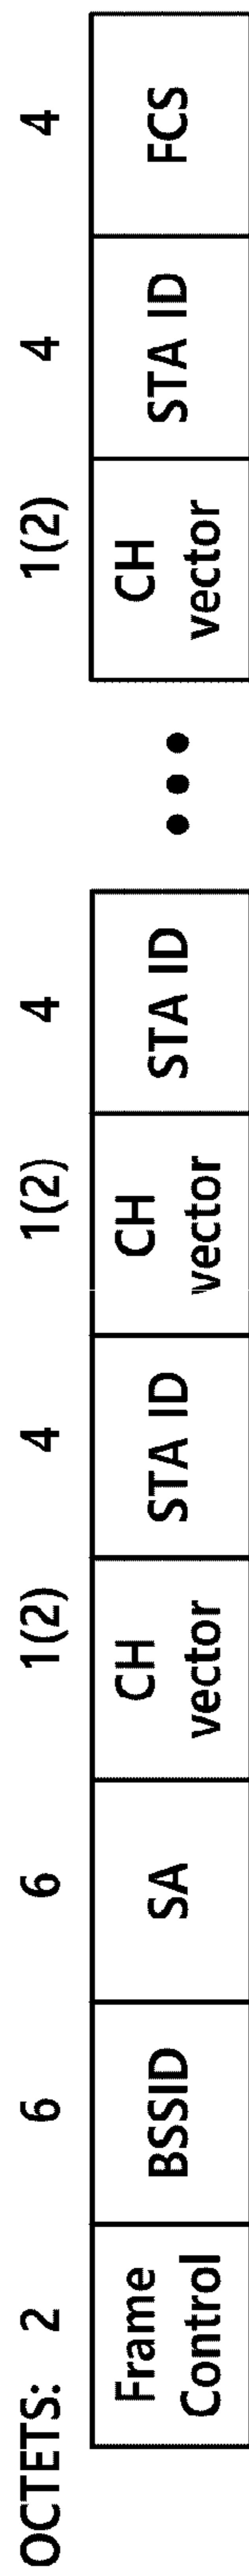 OCTETS: 2 6 6 1(2) 4 1(2) 4 1(2) 4 4
Frame Control
BSSID
SA
CH vector
STA ID
CH vector
STA ID
•••
CH vector
STA ID
FCS